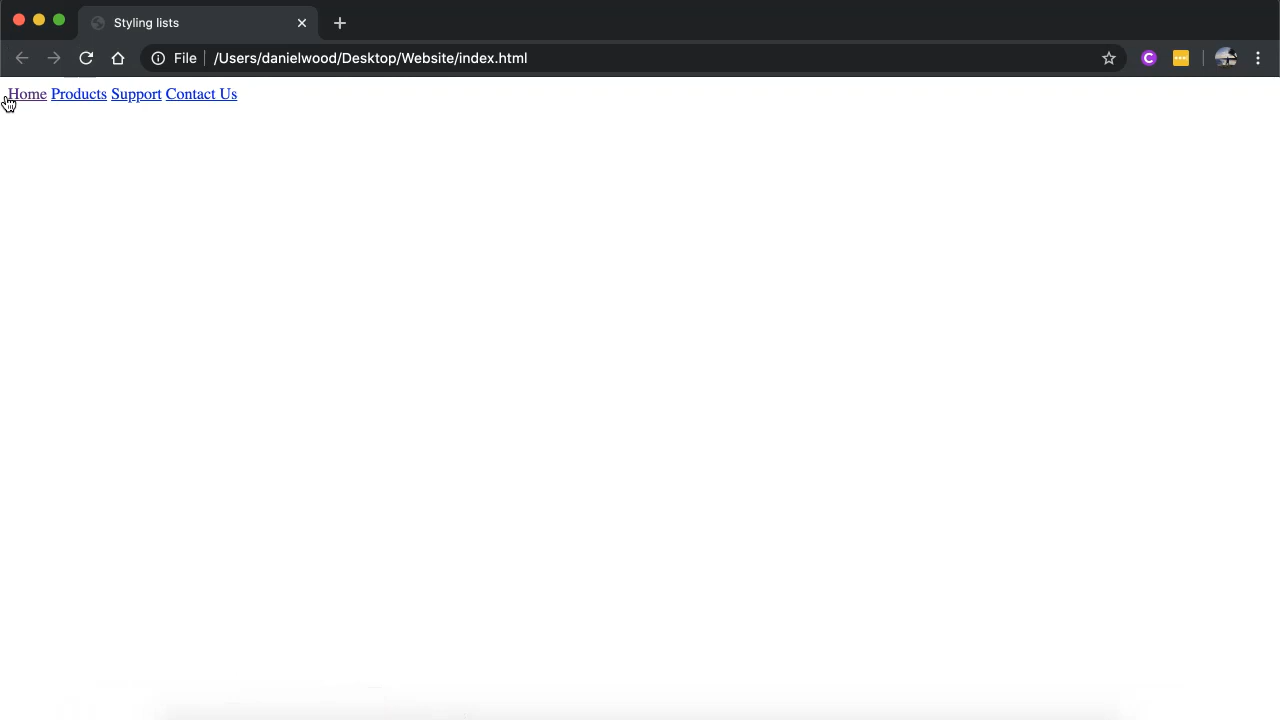 Styling lists
File /Users/danielwood/Desktop/Website/index.html
C
Home Products Support Contact Us